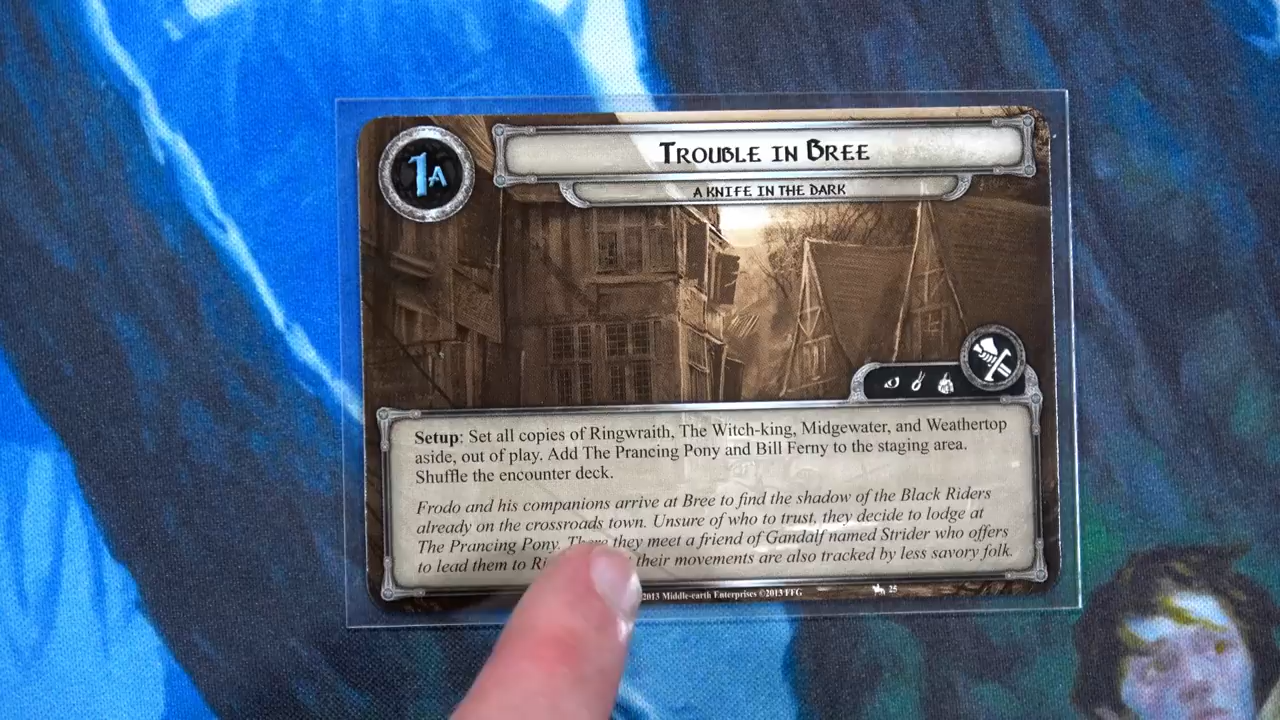 1A
TROUBLE IN BREE
A KNIFE IN THE DARK
Setup: Set all copies of Ringwraith, The Witch-king, Midgewater, and Weathertop
aside, out of play. Add The Prancing Pony and Bill Ferny to the staging area.
Shuffle the encounter deck.
Frodo and his companions arrive at Bree to find the shadow of the Black Riders
already on the crossroads town. Unsure of who to trust, they decide to lodge at
The Prancing Pony. There they meet a friend of Gandalf named Strider who offers
to lead them to their movements are also tracked by less savory folk.
2013 Middle-earth Enterprises ©2013 FFG 25